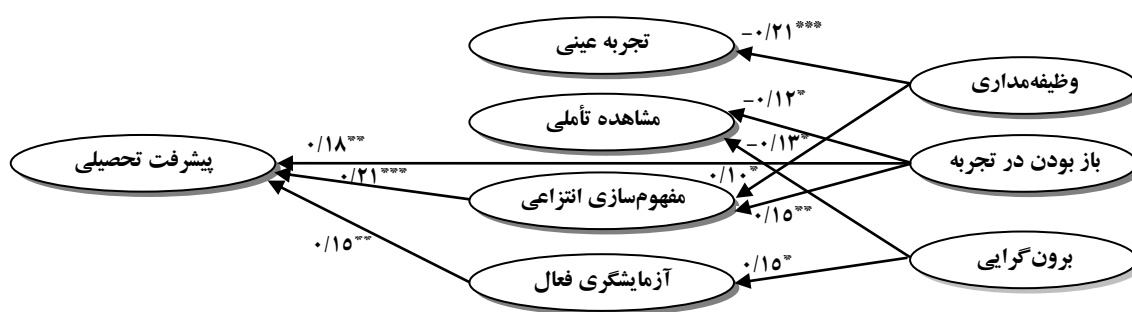 تجربه عینی
-۰/۲۱***
وظیفه‌مداری
مشاهده تأملی
-۰/۱۲*
-۰/۱۳*
باز بودن در تجربه
پیشرفت تحصیلی
۰/۱۸**
۰/۲۱***
مفهوم‌سازی انتزاعی
۰/۱۰*
۰/۱۵**
برون‌گرایی
۰/۱۵**
آزمایشگری فعال
۰/۱۵*